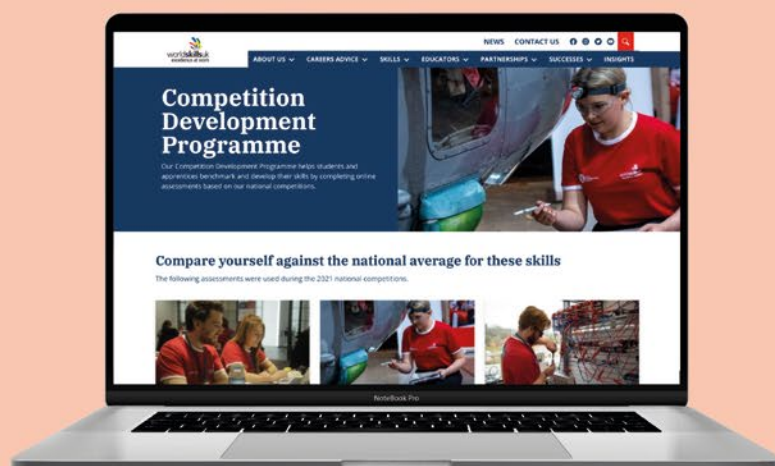 NEWS CONTACT US
worldskillsuk
ABOUT US CAREERS ADVICE SKILLS EDUCATORS PARTNERSHIPS SUCCESSES INSIGHTS
Competition
Development
Programme
Our Competition Development Programme helps students and
apprentices benchmark and develop their skills by completing online
assessments based on our national competitions.
Compare yourself against the national average for these skills
The following assessments were used during the 2021 national competitions.
NoteBook Pro